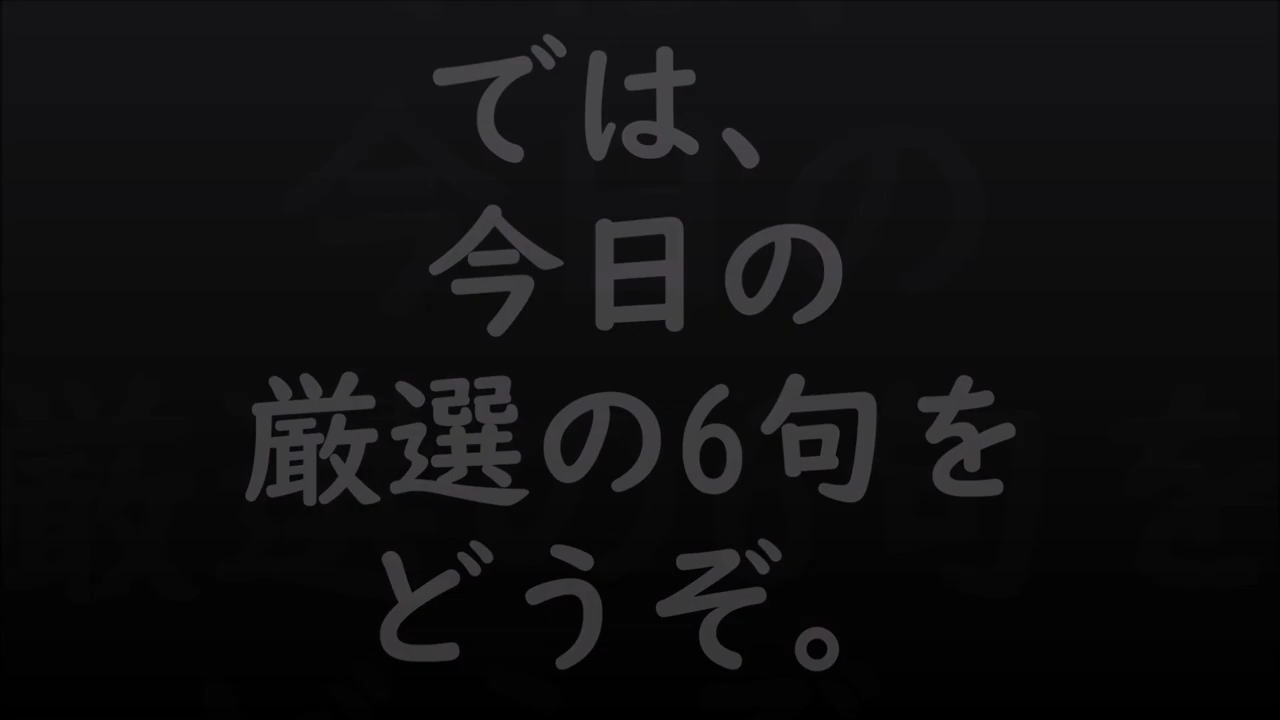 では、
今日の
厳選の6句を
どうぞ。